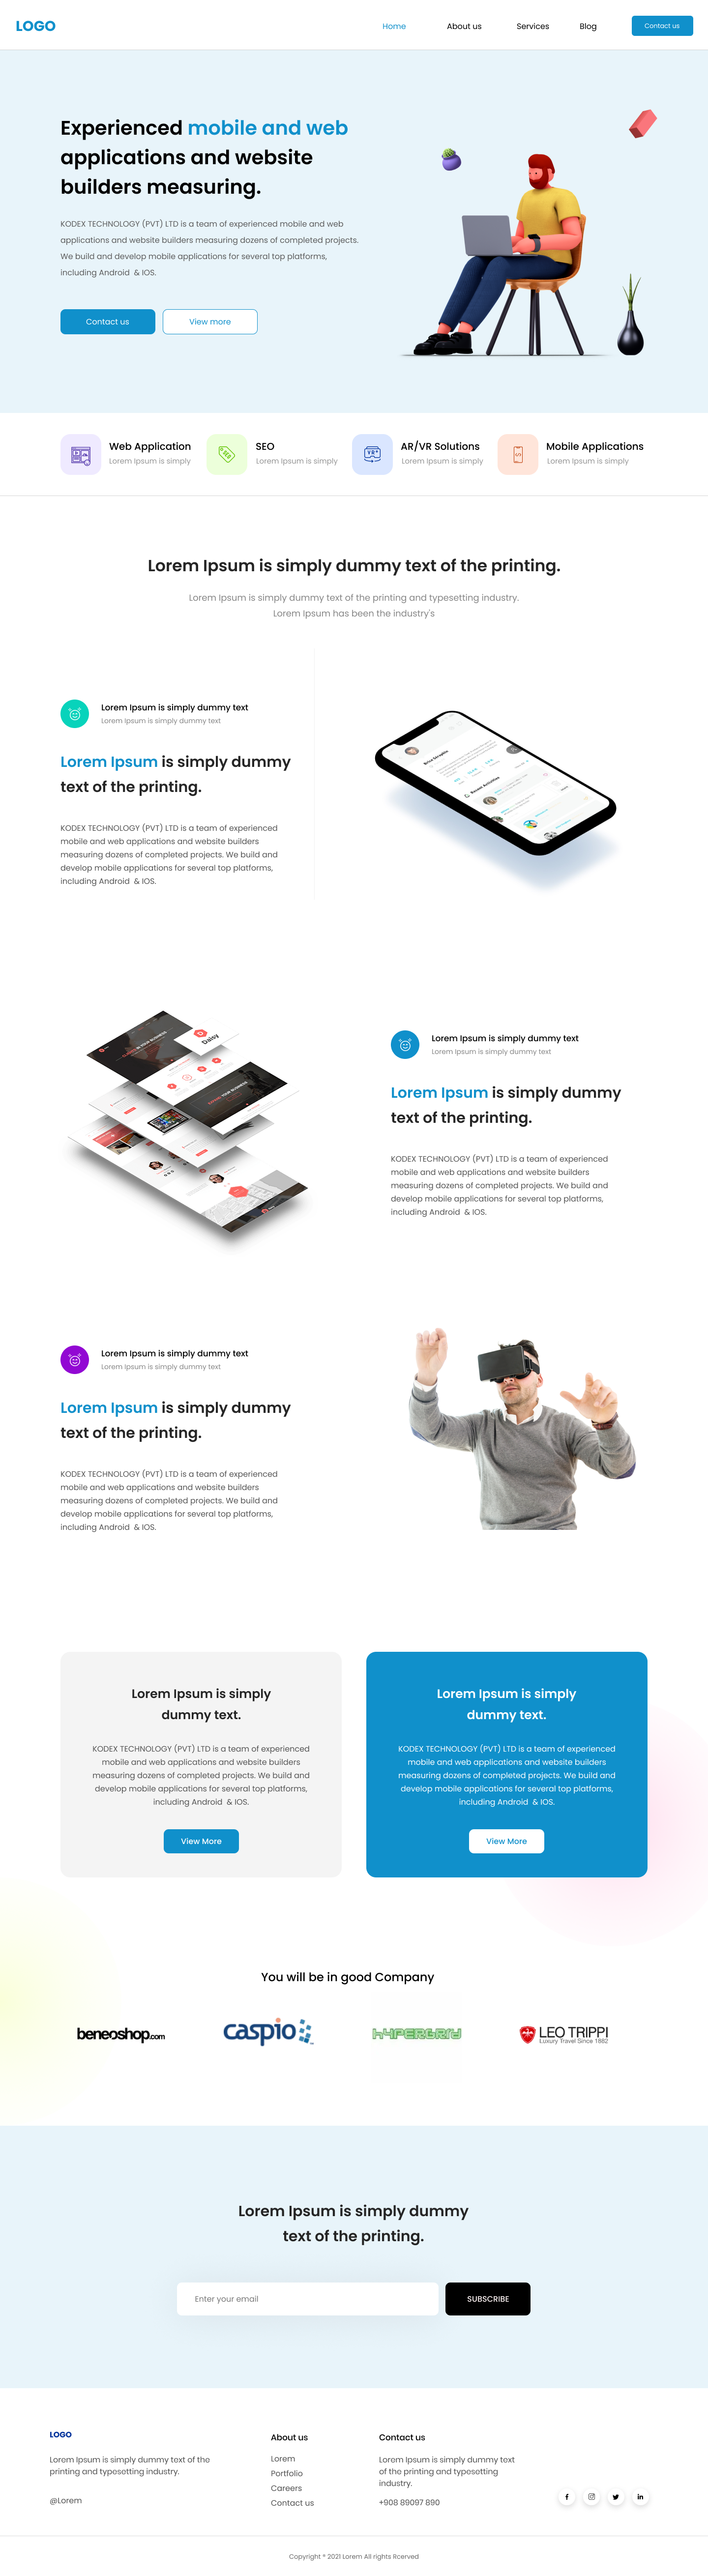 LOGO
Home
About us
Services
Blog
Contact us
Experienced mobile and web
applications and website
builders measuring.
KODEX TECHNOLOGY (PVT) LTD is a team of experienced mobile and web
applications and website builders measuring dozens of completed projects.
We build and develop mobile applications for several top platforms,
including Android & IOS.
Contact us
View more
Web Application
Lorem Ipsum is simply
SEO
Lorem Ipsum is simply
AR/VR Solutions
Lorem Ipsum is simply
Mobile Applications
Lorem Ipsum is simply
Lorem Ipsum is simply dummy text of the printing.
Lorem Ipsum is simply dummy text of the printing and typesetting industry.
Lorem Ipsum has been the industry's
Lorem Ipsum is simply dummy text
Lorem Ipsum is simply dummy text
Lorem Ipsum is simply dummy
text of the printing.
KODEX TECHNOLOGY (PVT) LTD is a team of experienced
mobile and web applications and website builders
measuring dozens of completed projects. We build and
develop mobile applications for several top platforms,
including Android & IOS.
Recent Activities
Daisy
Lorem Ipsum is simply dummy text
Lorem Ipsum is simply dummy text
Lorem Ipsum is simply dummy
text of the printing.
KODEX TECHNOLOGY (PVT) LTD is a team of experienced
mobile and web applications and website builders
measuring dozens of completed projects. We build and
develop mobile applications for several top platforms,
including Android & IOS.
Lorem Ipsum is simply dummy text
Lorem Ipsum is simply dummy text
Lorem Ipsum is simply dummy
text of the printing.
KODEX TECHNOLOGY (PVT) LTD is a team of experienced
mobile and web applications and website builders
measuring dozens of completed projects. We build and
develop mobile applications for several top platforms,
including Android & IOS.
Lorem Ipsum is simply
dummy text.
KODEX TECHNOLOGY (PVT) LTD is a team of experienced
mobile and web applications and website builders
measuring dozens of completed projects. We build and
develop mobile applications for several top platforms,
including Android & IOS.
View More
Lorem Ipsum is simply
dummy text.
KODEX TECHNOLOGY (PVT) LTD is a team of experienced
mobile and web applications and website builders
measuring dozens of completed projects. We build and
develop mobile applications for several top platforms,
including Android & IOS.
View More
You will be in good Company
beneoshop.com
caspio
HYPERGRID
LEO TRIPPI
Luxury Travel Since 1882
Lorem Ipsum is simply dummy
text of the printing.
Enter your email
SUBSCRIBE
LOGO
Lorem Ipsum is simply dummy text of the
printing and typesetting industry.
@Lorem
About us
Lorem
Portfolio
Careers
Contact us
Contact us
Lorem Ipsum is simply dummy text
of the printing and typesetting
industry.
+908 89097 890
Copyright ® 2021 Lorem All rights Rcerved